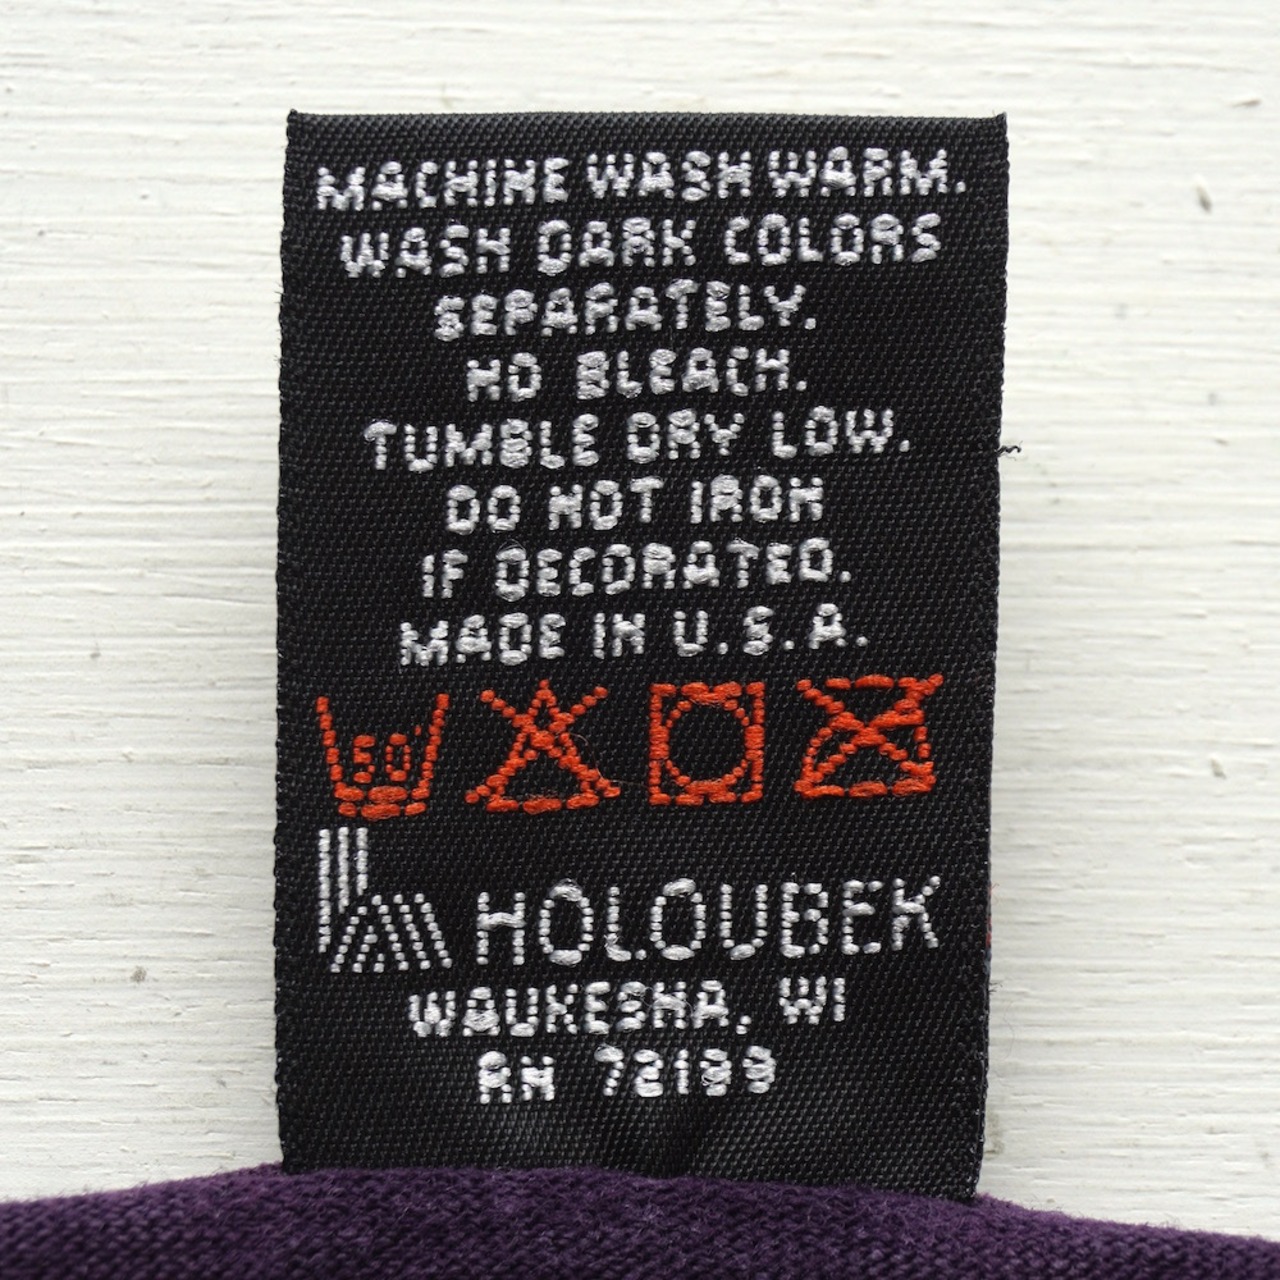 MACHINE WASH WARM.
WASH DARK COLORS
SEPARATELY.
NO BLEACH.
TUMBLE DRY LOW.
DO NOT IRON
IF DECORATED.
MADE IN U.S.A.
50°
HOLOUBEK
WAUKESHA, WI
RN 72199